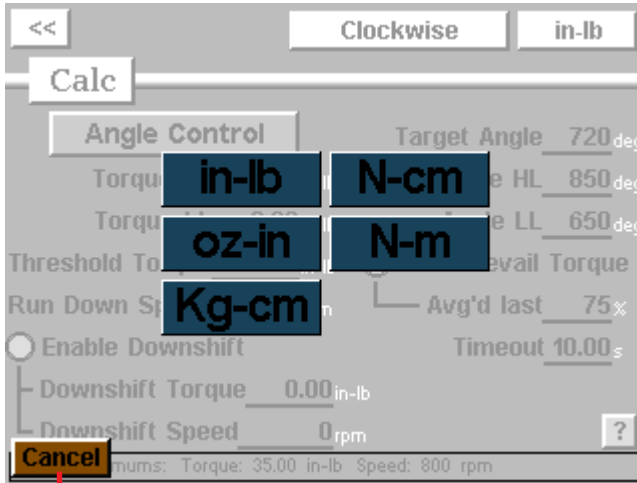 << Clockwise in-lb
Calc
Angle Control Target Angle 720 deg
Torqu in-lb N-cm e HL 850 deg
Torqu oz-in N-m e LL 650 deg
Threshold To evail Torque
Run Down Sp Kg-cm Avg'd last 75 %
Enable Downshift Timeout 10.00 s
Downshift Torque 0.00 in-lb
Downshift Speed 0 rpm ?
Cancel mums: Torque: 35.00 in-lb Speed: 800 rpm